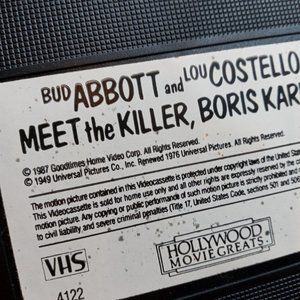 BUD ABBOTT and LOU COSTELLO
MEET the KILLER, BORIS
© 1987 Goodtimes Home Video Corp. All Rights Reserved.
© 1949 Universal Pictures Co., Inc. Renewed 1976 Universal Pictures. All Rights Reserved.
The motion picture contained in this Videocassette is protected under copyright laws of the United
This Videocassette is sold for home use only and all other rights are expressly reserved by the
motion picture. Any copying or public performance of such motion picture is strictly prohibited and
to civil liability and severe criminal penalties (Title 17, United States Code, sections 501 and
VHS
HOLLYWOOD
MOVIE GREATS
4122